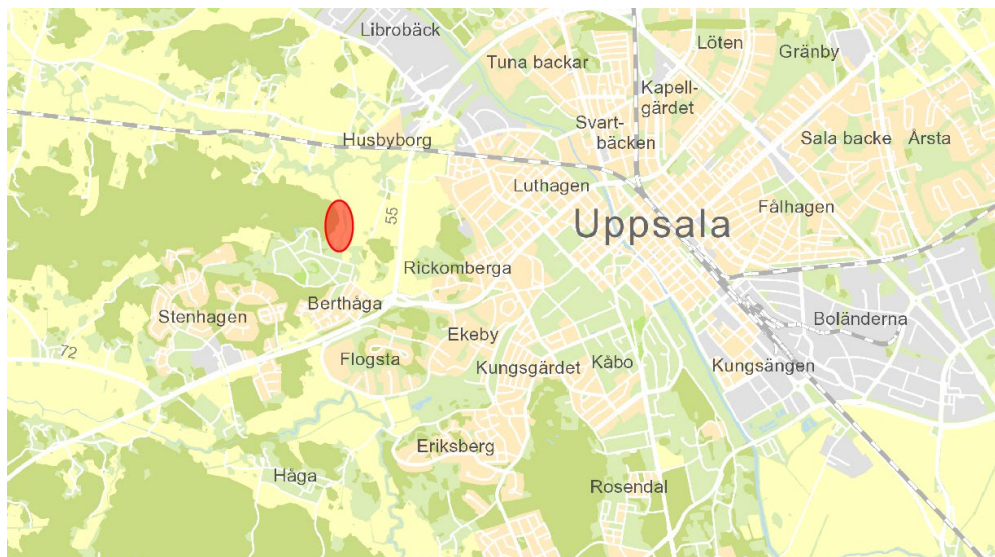 Librobäck
Löten
Gränby
Tuna backar
Kapell-
gärdet
Svart-
bäcken
Husbyborg
Sala backe
Årsta
Luthagen
Fålhagen
55
Uppsala
Rickomberga
Berthåga
Stenhagen
Boländerna
Ekeby
72
Flogsta
Kungsgärdet
Kåbo
Kungsängen
Eriksberg
Håga
Rosendal